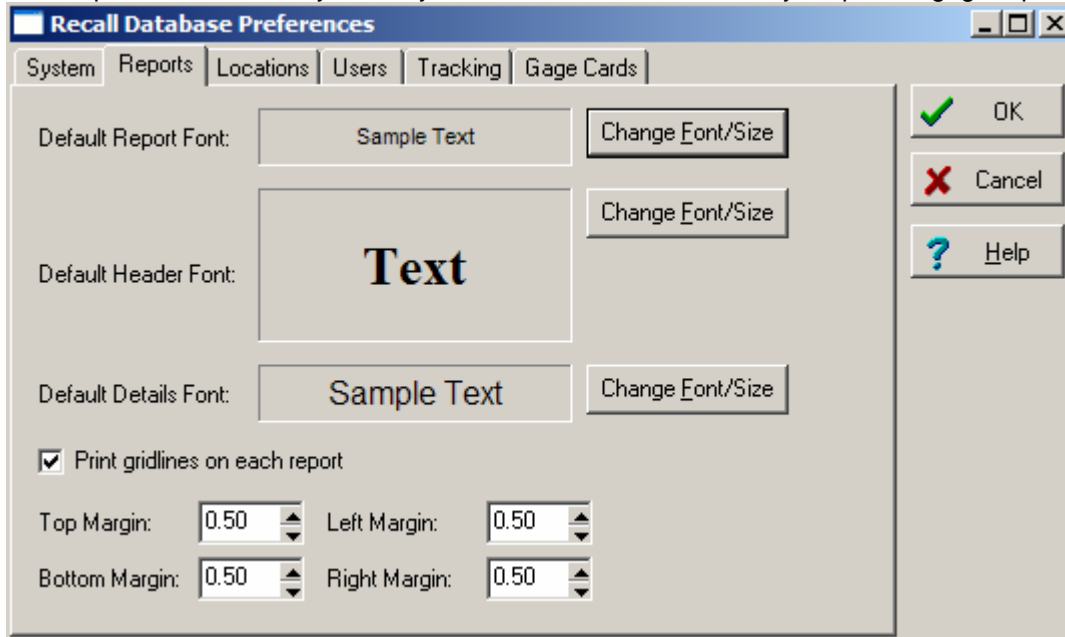 Recall Database Preferences
System Reports Locations Users Tracking Gage Cards
Default Report Font: Sample Text Change Font/Size
OK
Cancel
Change Font/Size
Default Header Font: Text
Help
Default Details Font: Sample Text Change Font/Size
Print gridlines on each report
Top Margin: 0.50 Left Margin: 0.50
Bottom Margin: 0.50 Right Margin: 0.50